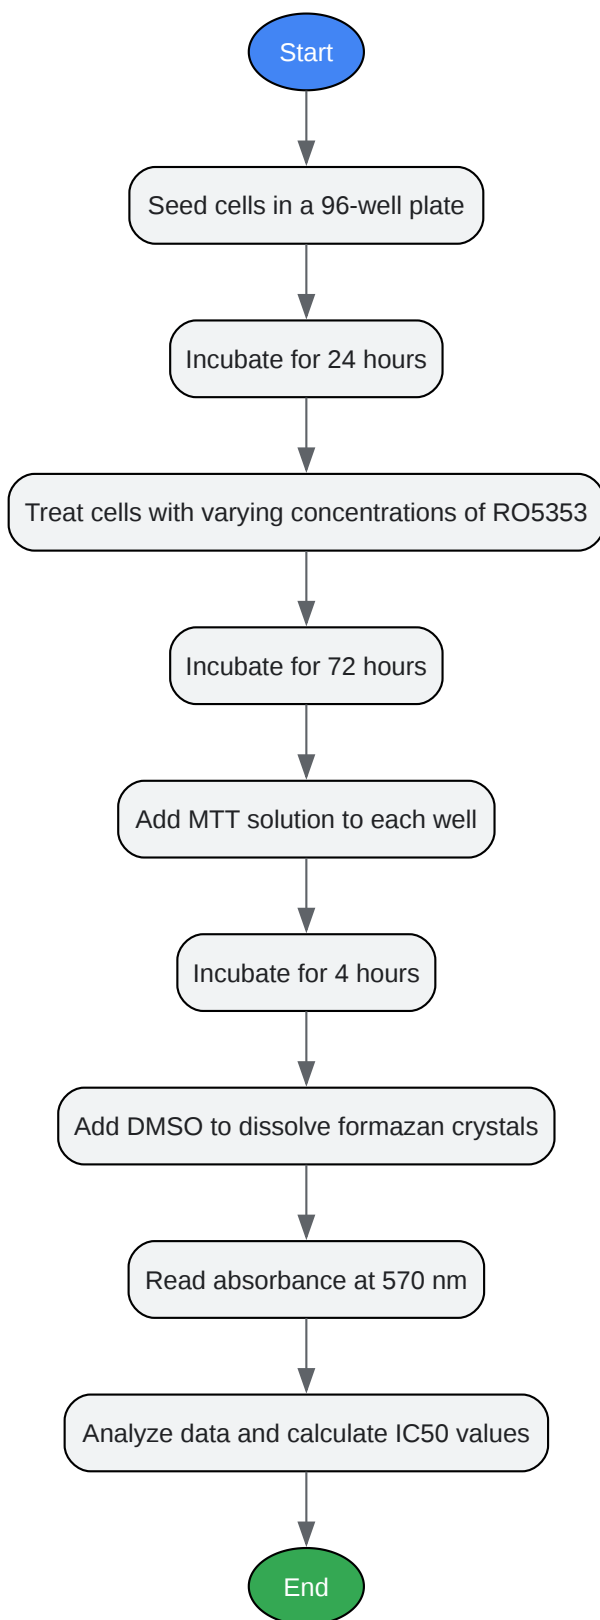 Start
Seed cells in a 96-well plate
Incubate for 24 hours
Treat cells with varying concentrations of RO5353
Incubate for 72 hours
Add MTT solution to each well
Incubate for 4 hours
Add DMSO to dissolve formazan crystals
Read absorbance at 570 nm
Analyze data and calculate IC50 values
End